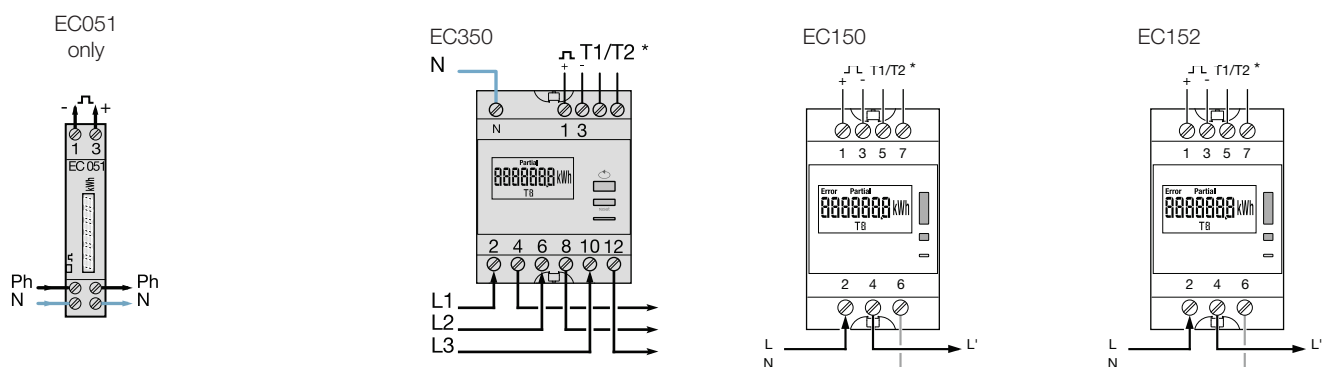 EC051
only
- +
1 3
EC 051
kWh
Ph Ph
N N
EC350
N
T1/T2 *
+ -
N 1 3
Partial
8888888,8 kWh
T8
2 4 6 8 10 12
L1
L2
L3
EC150
T1/T2 *
+ -
1 3 5 7
Error Partial
8888888,8 kWh
T8
2 4 6
L L'
N
EC152
T1/T2 *
+ -
1 3 5 7
Error Partial
8888888,8 kWh
T8
2 4 6
L L'
N